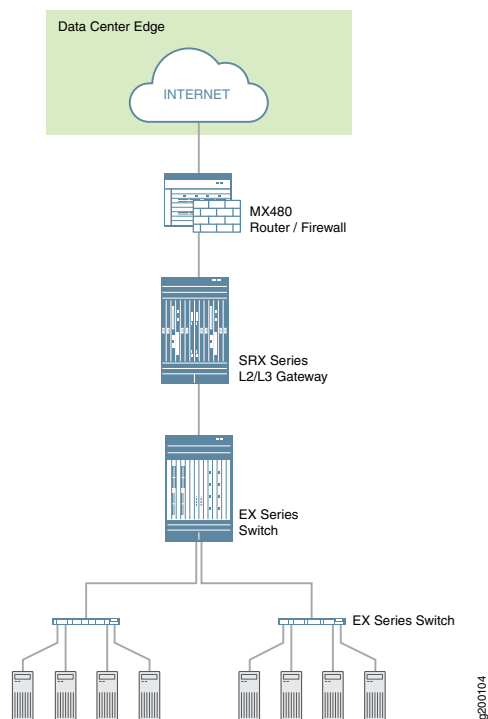 Data Center Edge
INTERNET
MX480
Router / Firewall
SRX Series
L2/L3 Gateway
EX Series
Switch
EX Series Switch
g200104